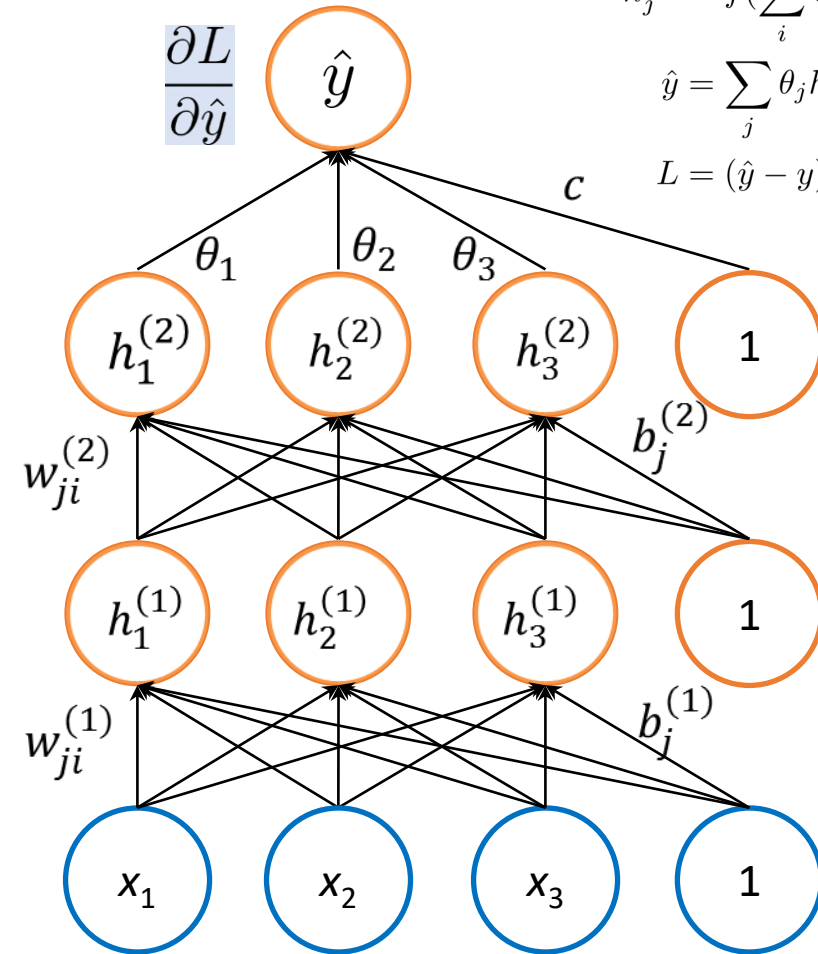 ∂L/∂ŷ
ŷ
ŷ = ∑_j θ_j
L = (ŷ − y)
c
θ_1 θ_2 θ_3
h_1^(2) h_2^(2) h_3^(2) 1
w_ji^(2) b_j^(2)
h_1^(1) h_2^(1) h_3^(1) 1
w_ji^(1) b_j^(1)
x_1 x_2 x_3 1